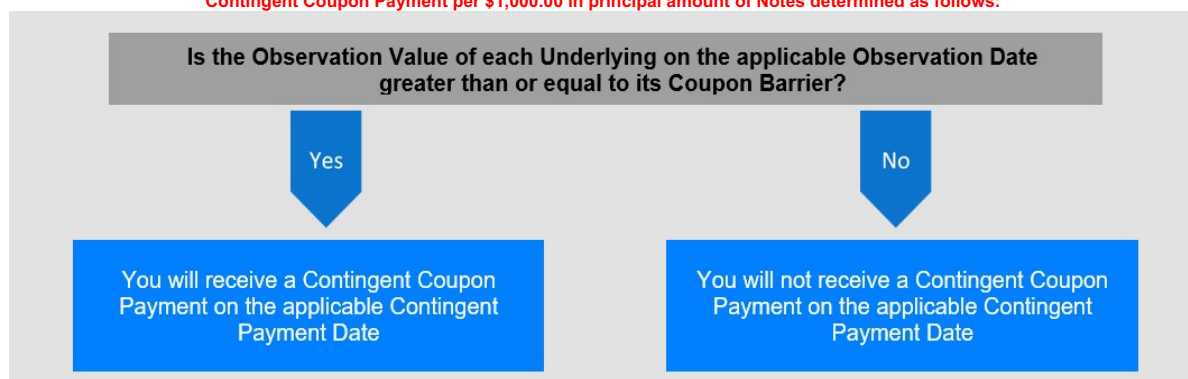 Contingent Coupon Payment per $1,000.00 in principal amount of Notes determined as follows:
Is the Observation Value of each Underlying on the applicable Observation Date
greater than or equal to its Coupon Barrier?
Yes
No
You will receive a Contingent Coupon
Payment on the applicable Contingent
Payment Date
You will not receive a Contingent Coupon
Payment on the applicable Contingent
Payment Date